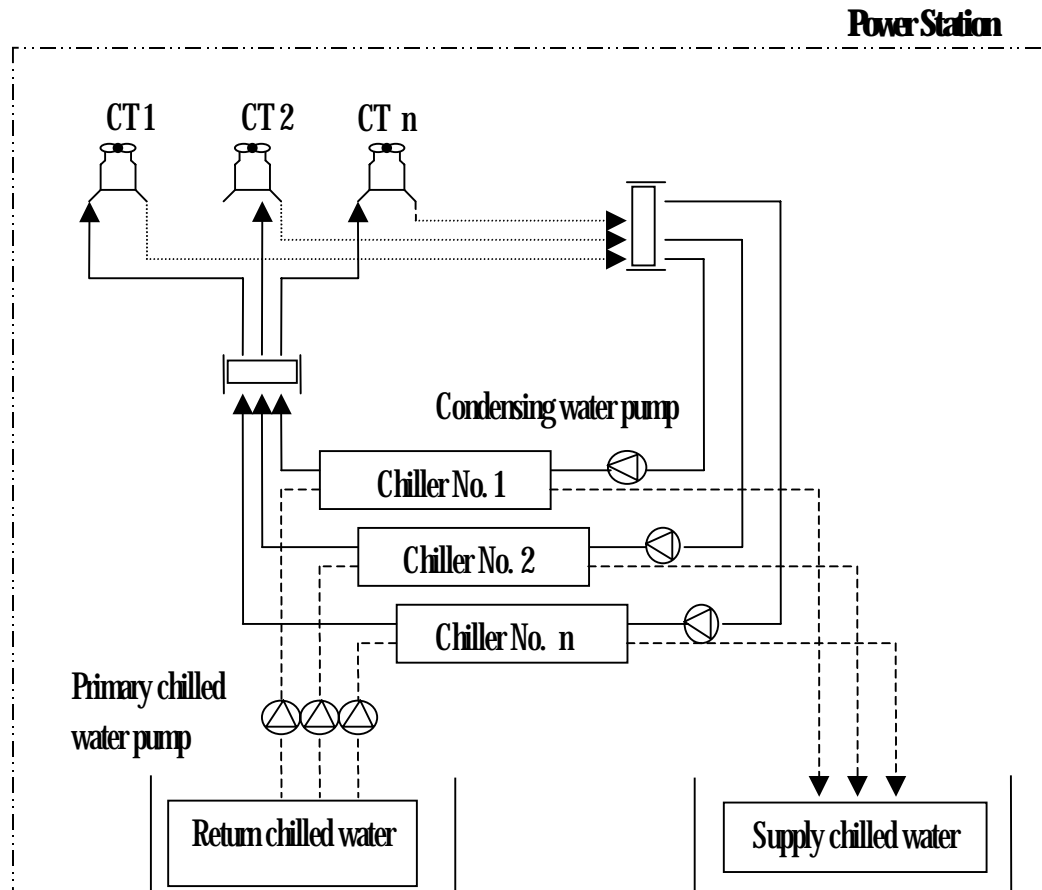 Power Station
CT 1
CT 2
CT n
Condensing water pump
Chiller No. 1
Chiller No. 2
Chiller No. n
Primary chilled
water pump
Return chilled water
Supply chilled water